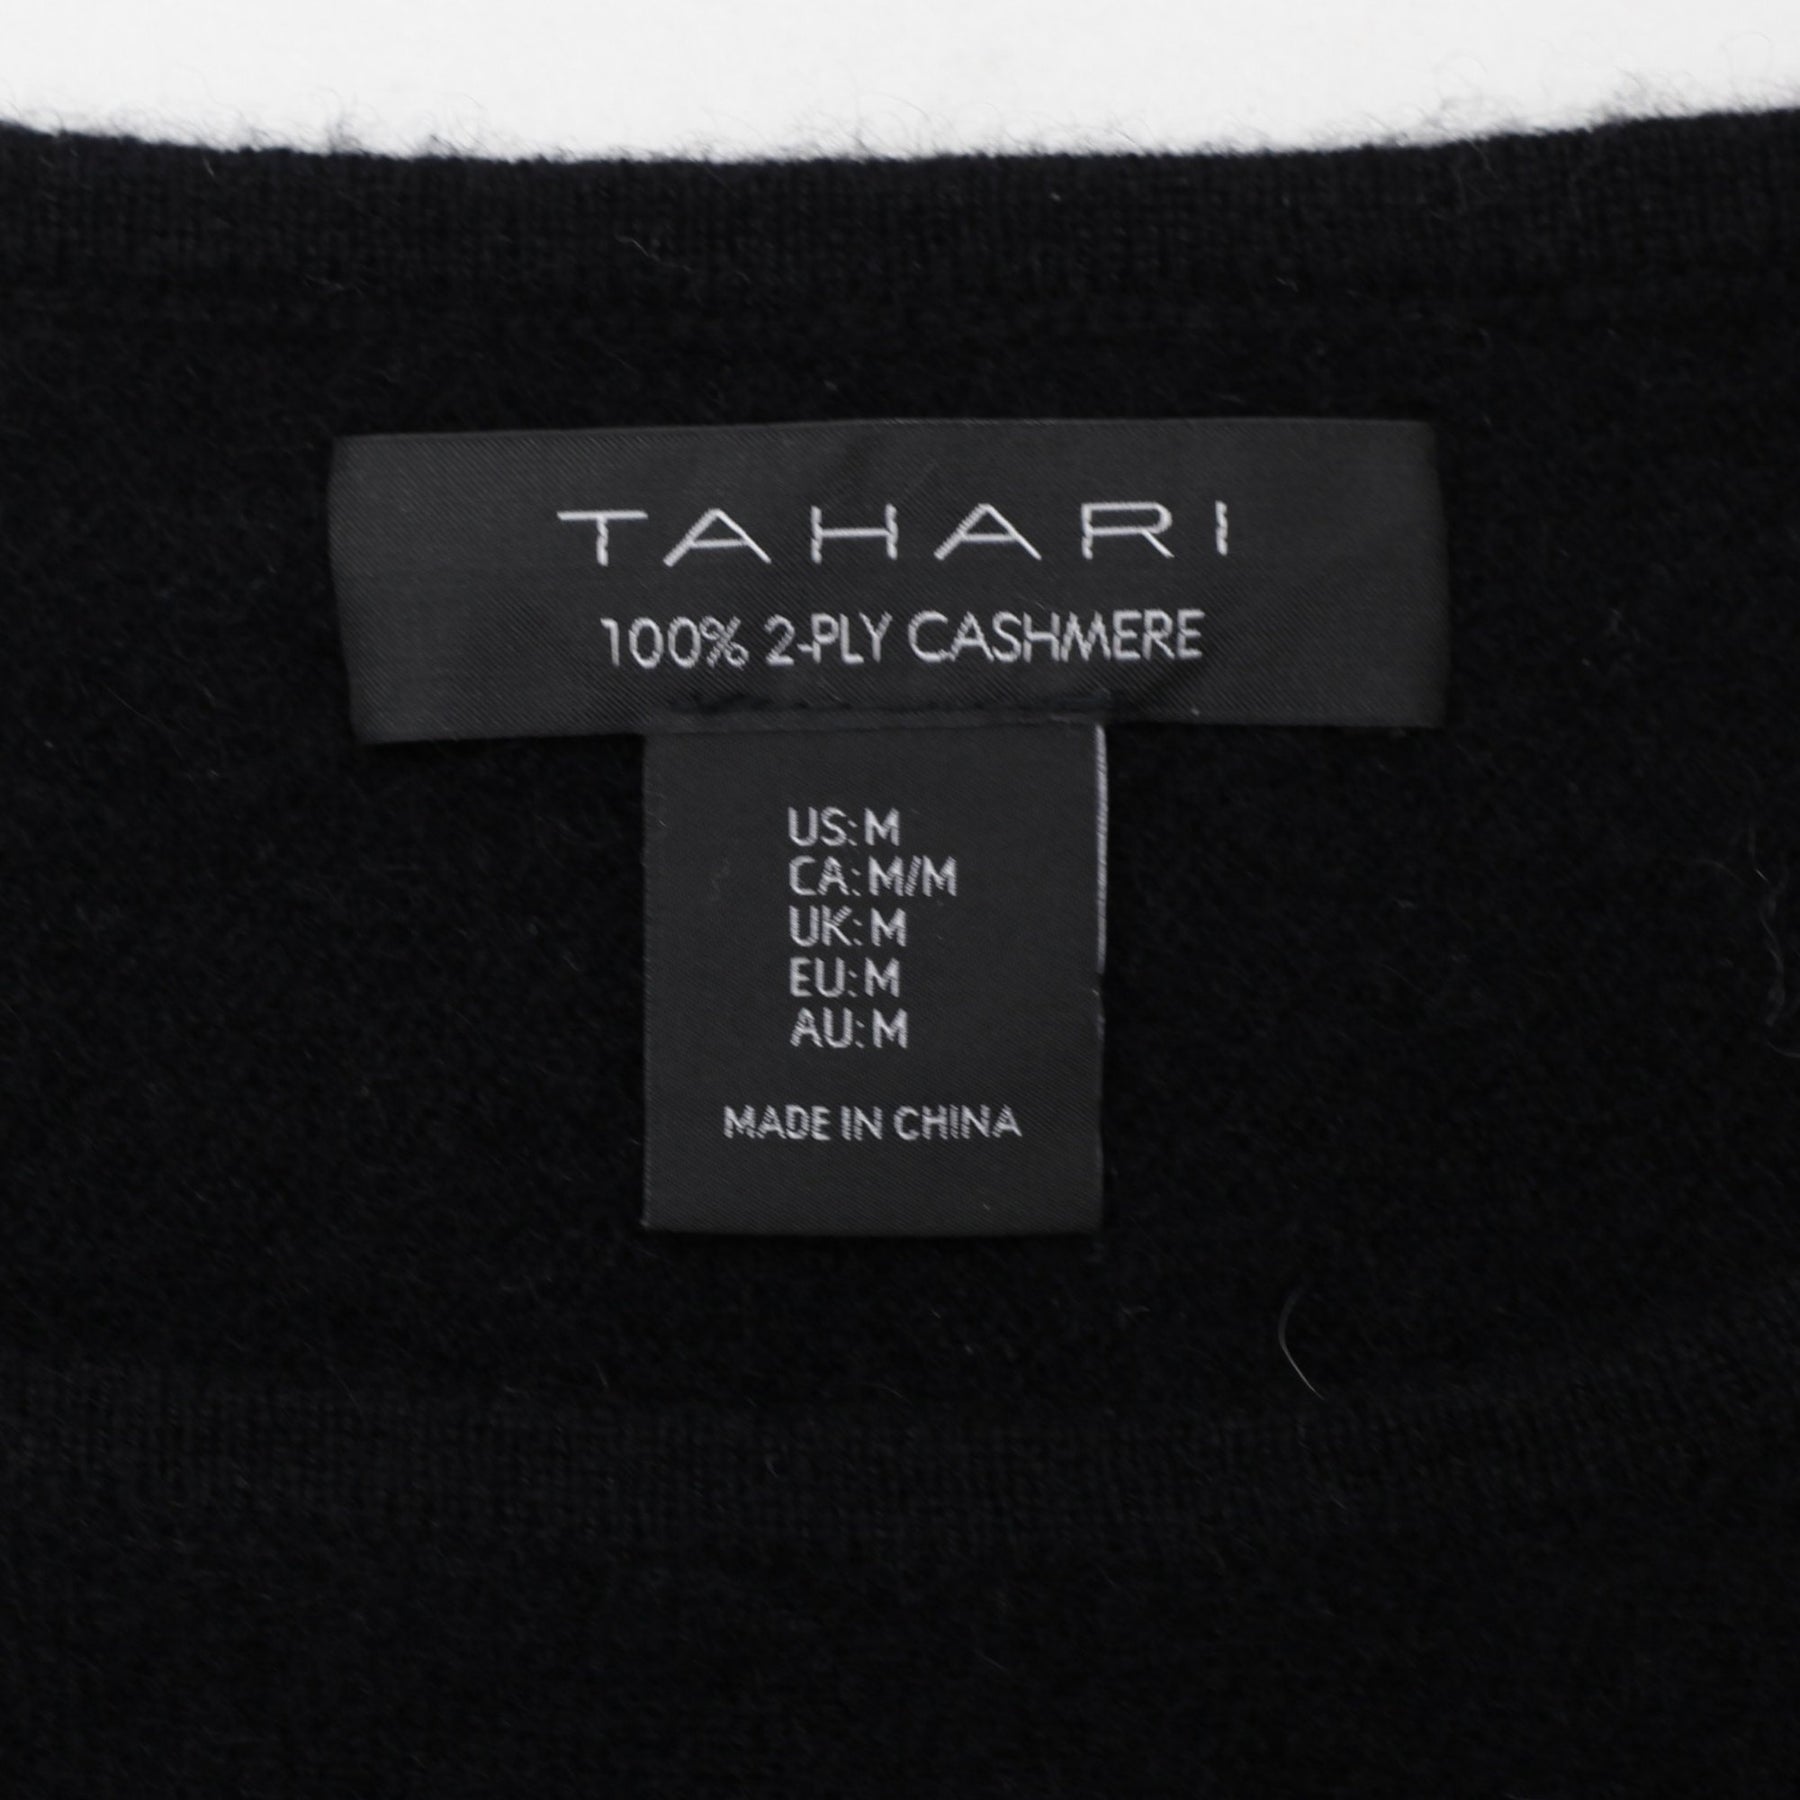 TAHARI
100% 2-PLY CASHMERE
US: M
CA: M/M
UK: M
EU: M
AU: M
MADE IN CHINA